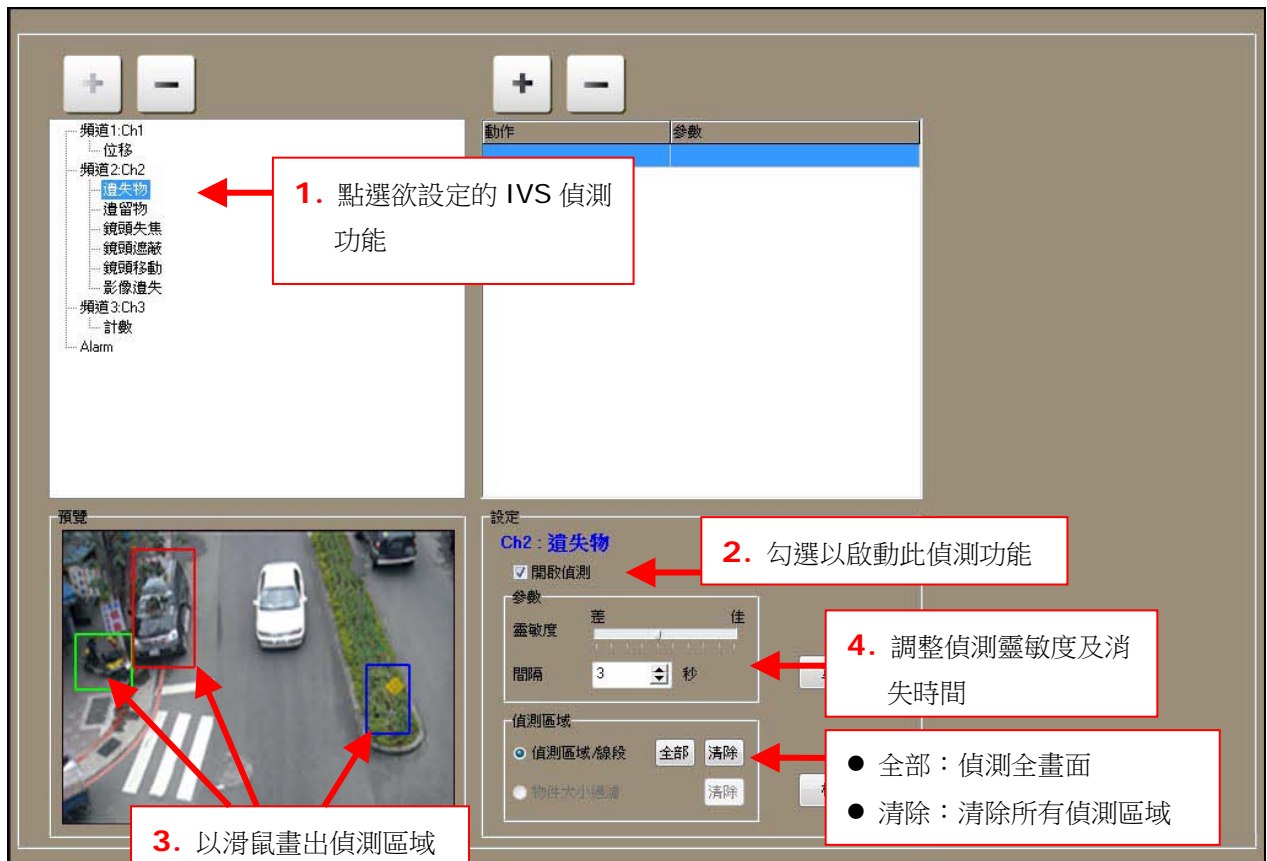 + −
+ −
頻道1:Ch1
位移
頻道2:Ch2
遺失物
遺留物
鏡頭失焦
鏡頭遮蔽
鏡頭移動
影像遺失
頻道3:Ch3
計數
Alarm
動作 參數
1. 點選欲設定的 IVS 偵測
功能
預覽
3. 以滑鼠畫出偵測區域
設定
Ch2 : 遺失物
開啟偵測
2. 勾選以啟動此偵測功能
參數
差 佳
靈敏度
間隔 3 秒
4. 調整偵測靈敏度及消
失時間
偵測區域
偵測區域/線段 全部 清除
物件大小過濾 清除
● 全部：偵測全畫面
● 清除：清除所有偵測區域